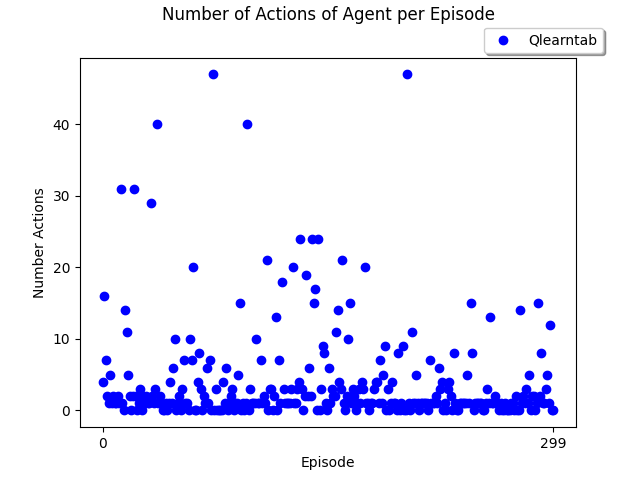 Number of Actions of Agent per Episode
Qlearntab
40
30
20
10
0
Number Actions
0 299
Episode